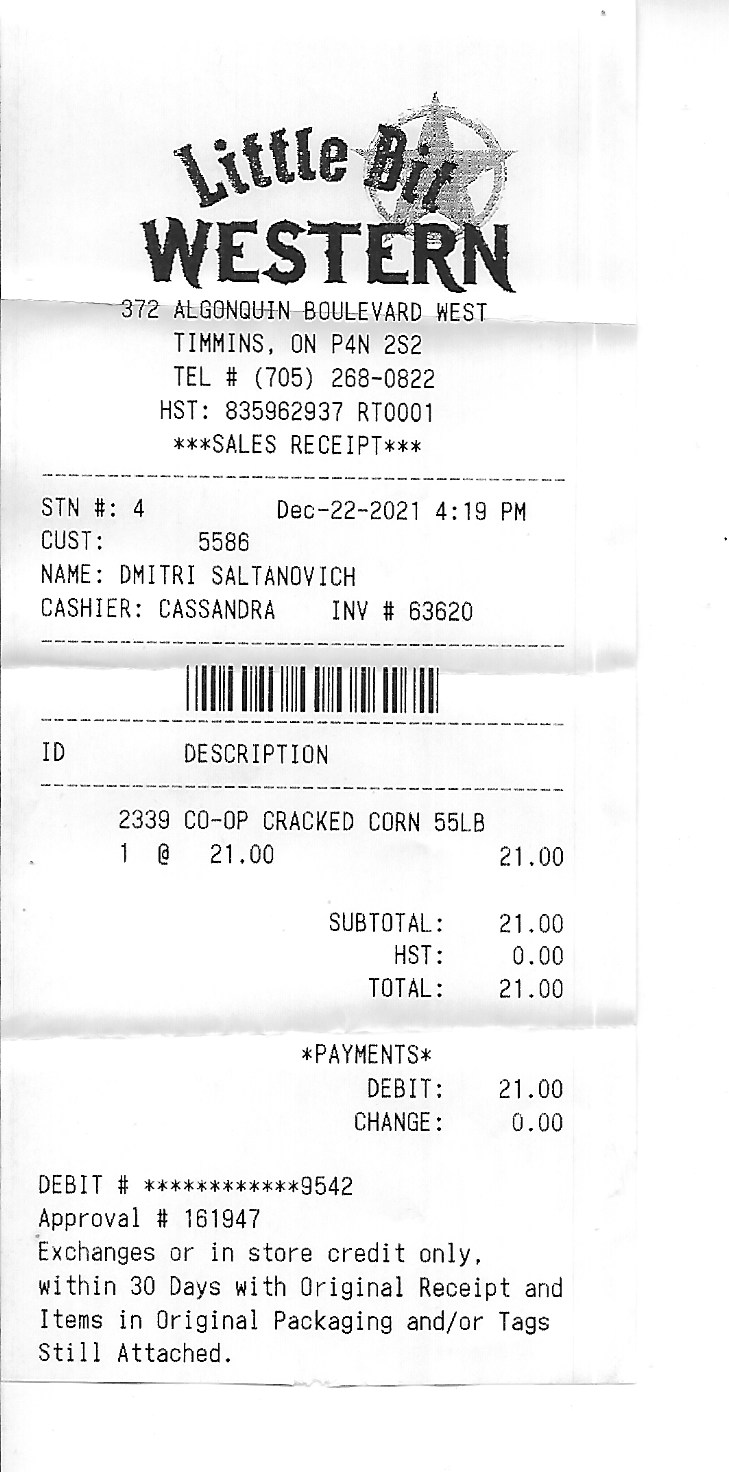 Little Bit
WESTERN
372 ALGONQUIN BOULEVARD WEST
TIMMINS, ON P4N 2S2
TEL # (705) 268-0822
HST: 835962937 RT0001
***SALES RECEIPT***
STN #: 4 Dec-22-2021 4:19 PM
CUST: 5586
NAME: DMITRI SALTANOVICH
CASHIER: CASSANDRA INV # 63620
ID DESCRIPTION
2339 CO-OP CRACKED CORN 55LB
1 @ 21.00 21.00
SUBTOTAL: 21.00
HST: 0.00
TOTAL: 21.00
*PAYMENTS*
DEBIT: 21.00
CHANGE: 0.00
DEBIT # ************9542
Approval # 161947
Exchanges or in store credit only,
within 30 Days with Original Receipt and
Items in Original Packaging and/or Tags
Still Attached.